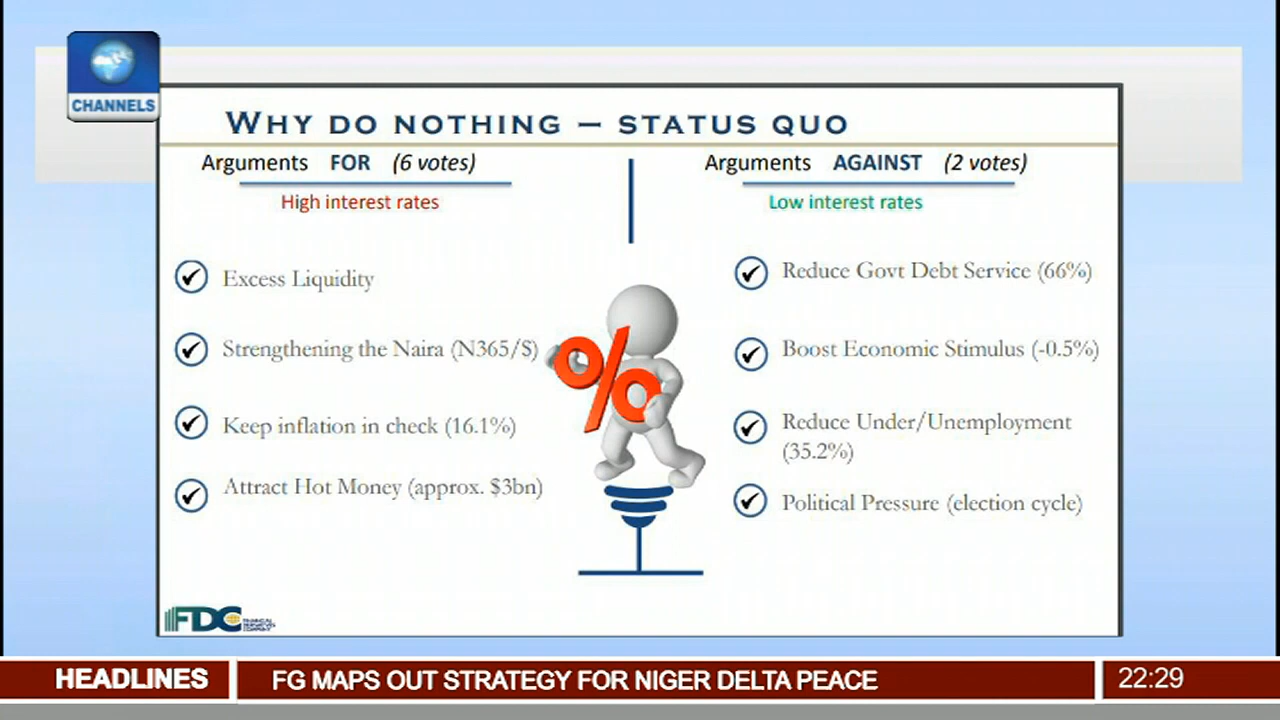 CHANNELS
WHY DO NOTHING – STATUS QUO
Arguments FOR (6 votes)
High interest rates
Excess Liquidity
Strengthening the Naira (N365/$)
Keep inflation in check (16.1%)
Attract Hot Money (approx. $3bn)
%
Arguments AGAINST (2 votes)
Low interest rates
Reduce Govt Debt Service (66%)
Boost Economic Stimulus (-0.5%)
Reduce Under/Unemployment
(35.2%)
Political Pressure (election cycle)
FDC
FINANCIAL
DERIVATIVES
COMPANY
HEADLINES FG MAPS OUT STRATEGY FOR NIGER DELTA PEACE 22:29